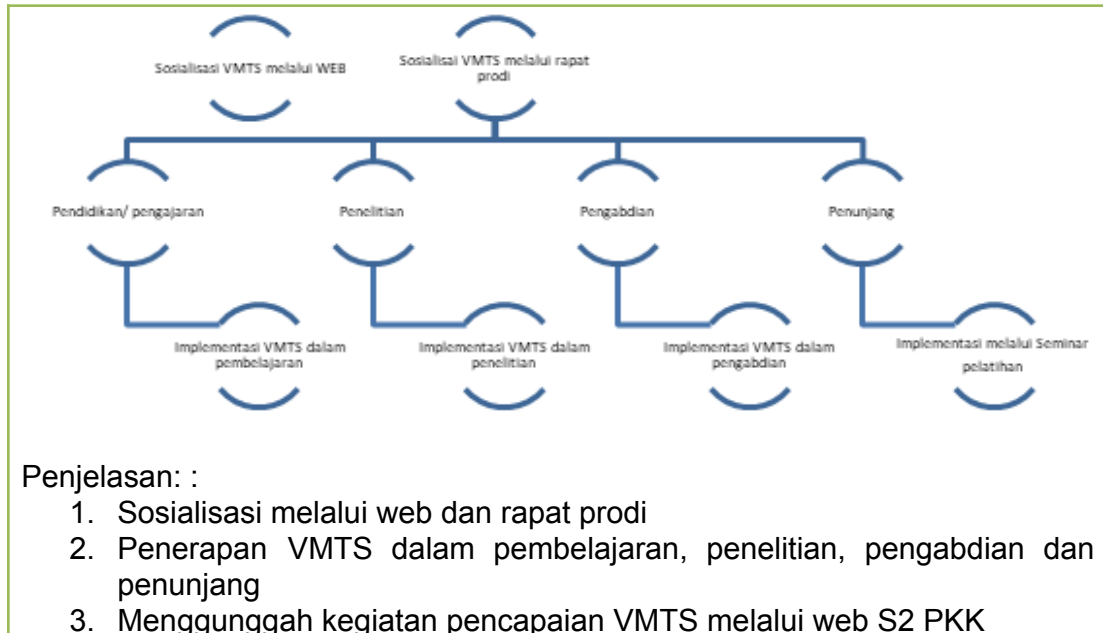 Sosialisasi VMTS melalui WEB
Sosialisai VMTS melalui rapat
prodi
Pendidikan/ pengajaran
Penelitian
Pengabdian
Penunjang
Implementasi VMTS dalam
pembelajaran
Implementasi VMTS dalam
penelitian
Implementasi VMTS dalam
pengabdian
Implementasi melalui Seminar
pelatihan
Penjelasan: :
1. Sosialisasi melalui web dan rapat prodi
2. Penerapan VMTS dalam pembelajaran, penelitian, pengabdian dan
penunjang
3. Menggunggah kegiatan pencapaian VMTS melalui web S2 PKK